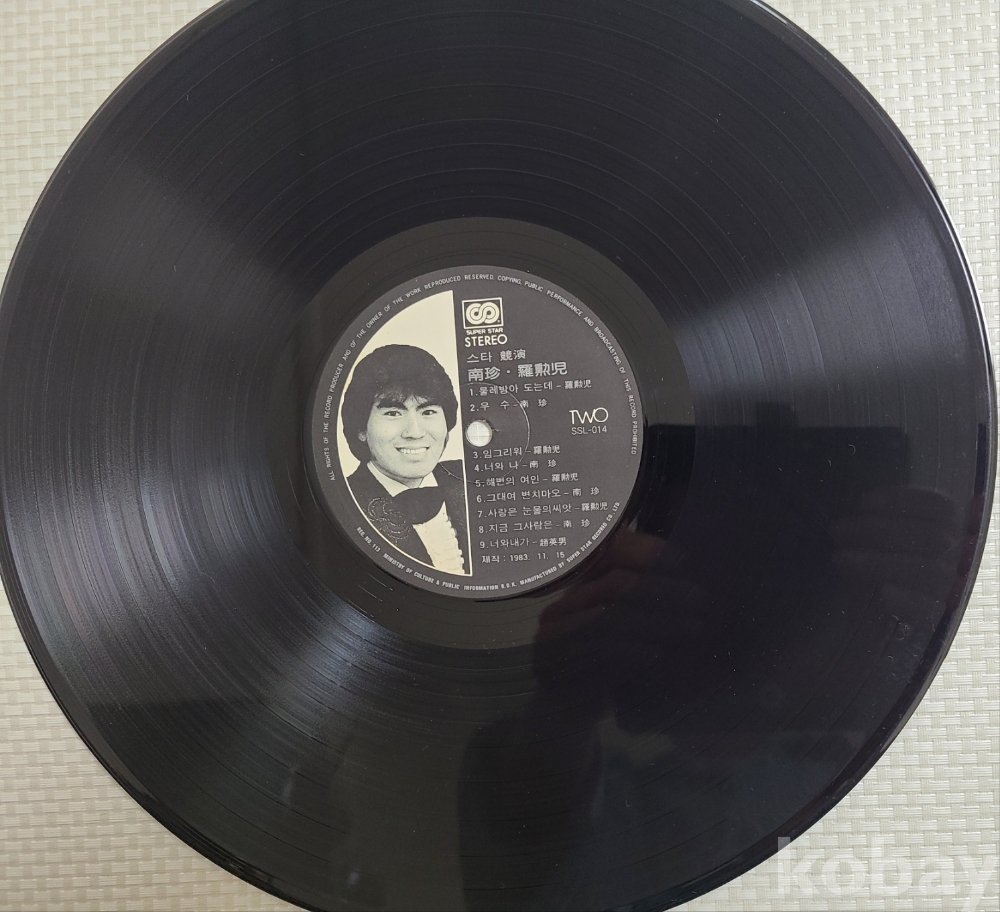 ALL RIGHTS OF THE RECORD PRODUCER AND OF THE OWNER OF THE WORK REPRODUCED RESERVED. COPYING, PUBLIC PERFORMANCE AND BROADCASTING OF THIS RECORD PROHIBITED
SUPER STAR
STEREO
스타 競演
南珍·羅勲児
1.물레방아 도는데 – 羅勲児
2.우 수 – 南 珍
TWO
SSL-014
3.임그리워 – 羅勲児
4.너와 나 – 南 珍
5.해변의 여인 – 羅勲児
6.그대여 변치마오 – 南 珍
7.사랑은 눈물의씨앗 – 羅勲児
8.지금 그사람은 – 南 珍
9.너와내가 – 趙英男
제작 : 1983. 11. 15
REG. NO. 113 MINISTRY OF CULTURE & PUBLIC INFORMATION R.O.K. MANUFACTURED BY SUPER STAR RECORD CO. LTD
kobay